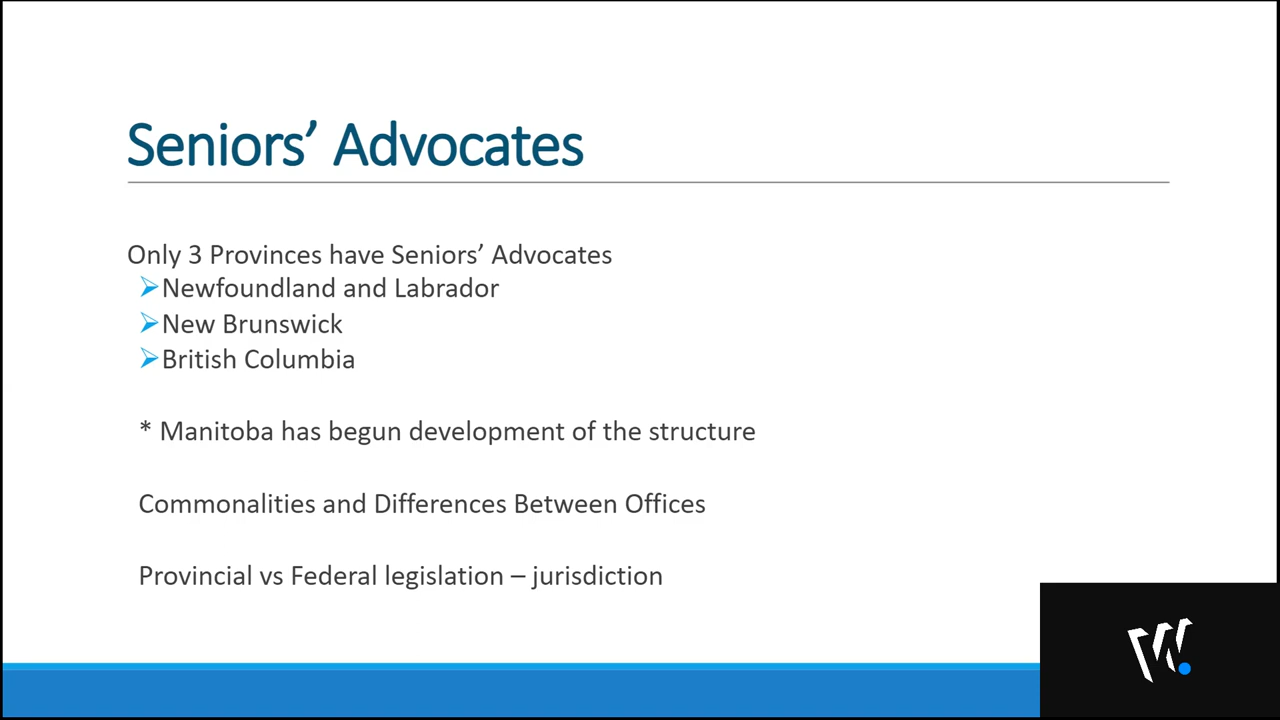 Seniors’ Advocates
Only 3 Provinces have Seniors’ Advocates
➢Newfoundland and Labrador
➢New Brunswick
➢British Columbia
* Manitoba has begun development of the structure
Commonalities and Differences Between Offices
Provincial vs Federal legislation – jurisdiction
W.